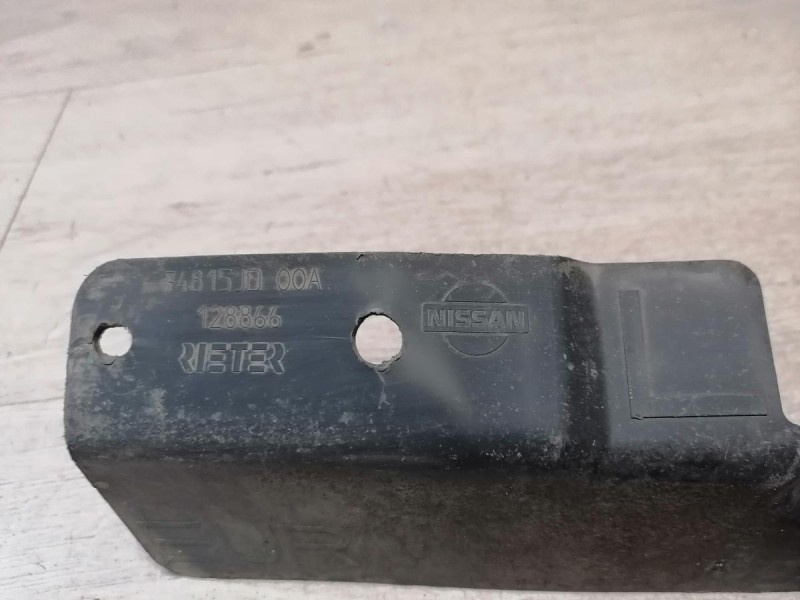 74815 JD 00A
128866
RIETER
NISSAN
L